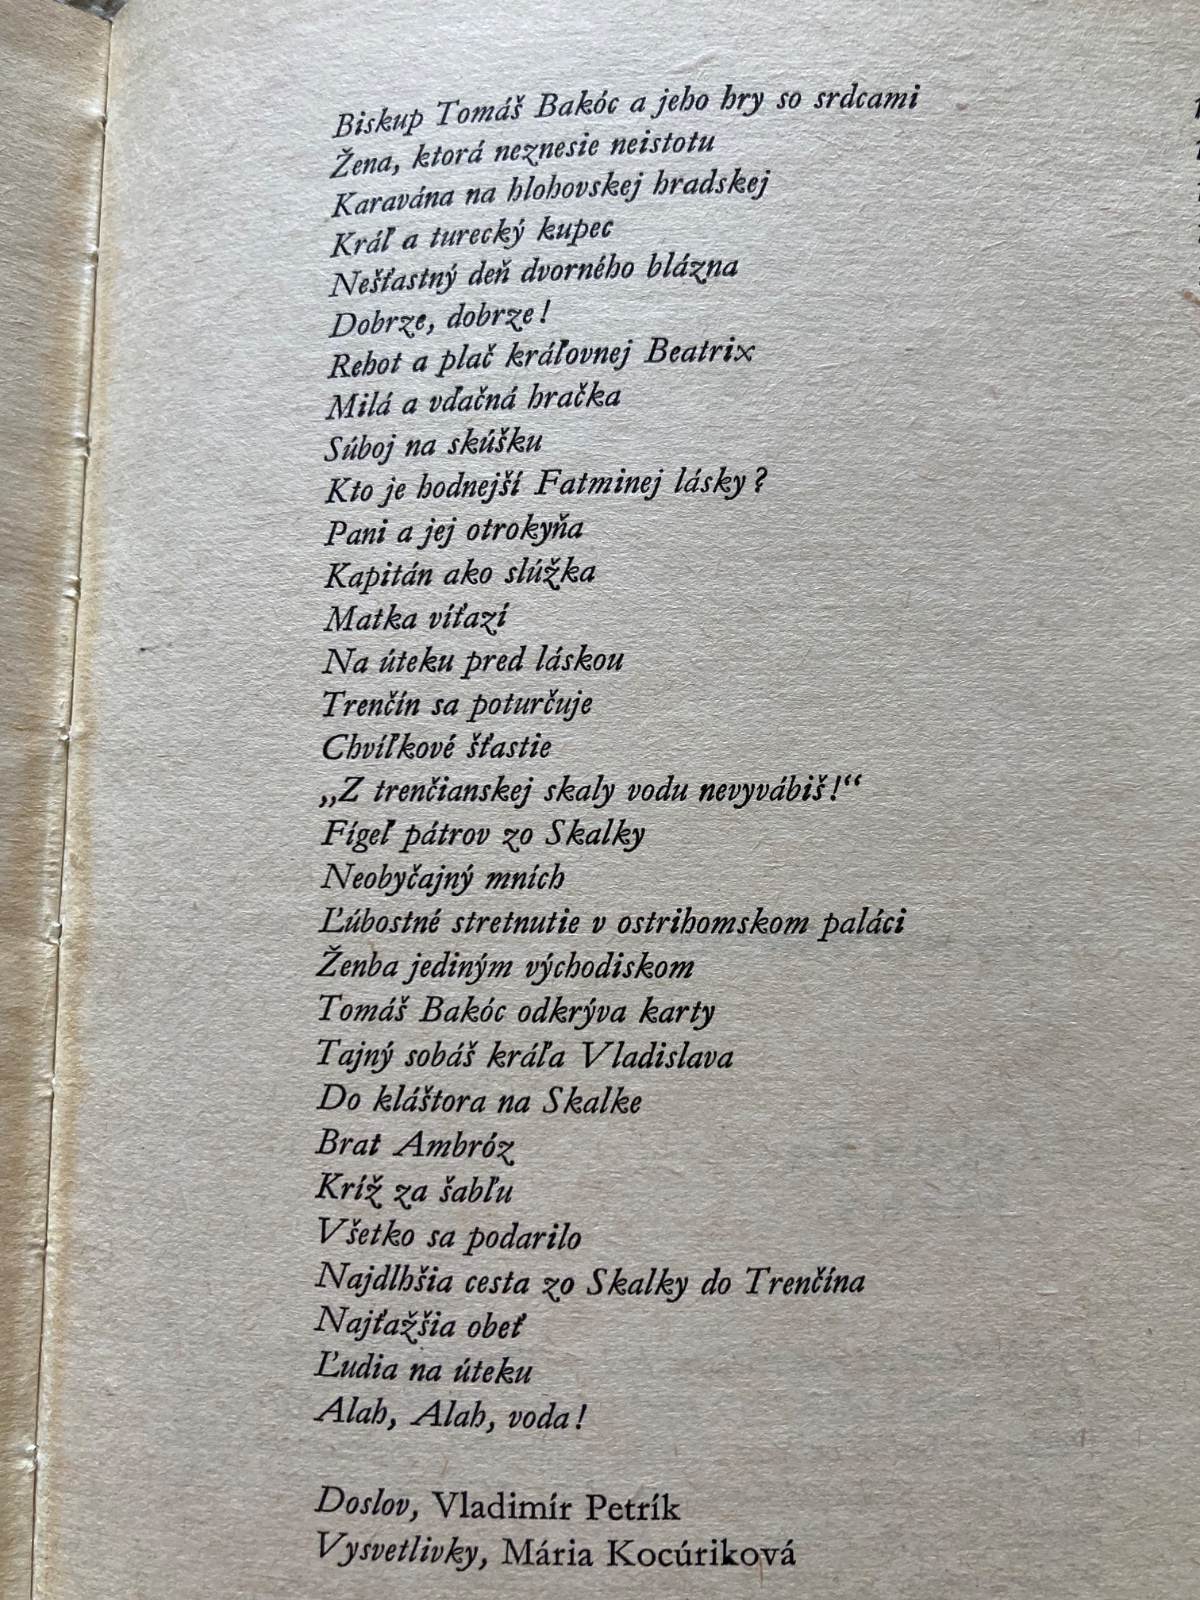 Biskup Tomáš Bakóc a jeho hry so srdcami
Žena, ktorá neznesie neistotu
Karavána na hlohovskej hradskej
Kráľ a turecký kupec
Nešťastný deň dvorného blázna
Dobrze, dobrze!
Rehot a plač kráľovnej Beatrix
Milá a vďačná hračka
Súboj na skúšku
Kto je hodnejší Fatminej lásky?
Pani a jej otrokyňa
Kapitán ako slúžka
Matka víťazí
Na úteku pred láskou
Trenčín sa poturčuje
Chvíľkové šťastie
„Z trenčianskej skaly vodu nevyvábiš!“
Fígeľ pátrov zo Skalky
Neobyčajný mních
Ľúbostné stretnutie v ostrihomskom paláci
Ženba jediným východiskom
Tomáš Bakóc odkrýva karty
Tajný sobáš kráľa Vladislava
Do kláštora na Skalke
Brat Ambróz
Kríž za šabľu
Všetko sa podarilo
Najdlhšia cesta zo Skalky do Trenčína
Najťažšia obeť
Ľudia na úteku
Alah, Alah, voda!
Doslov, Vladimír Petrík
Vysvetlivky, Mária Kocúriková